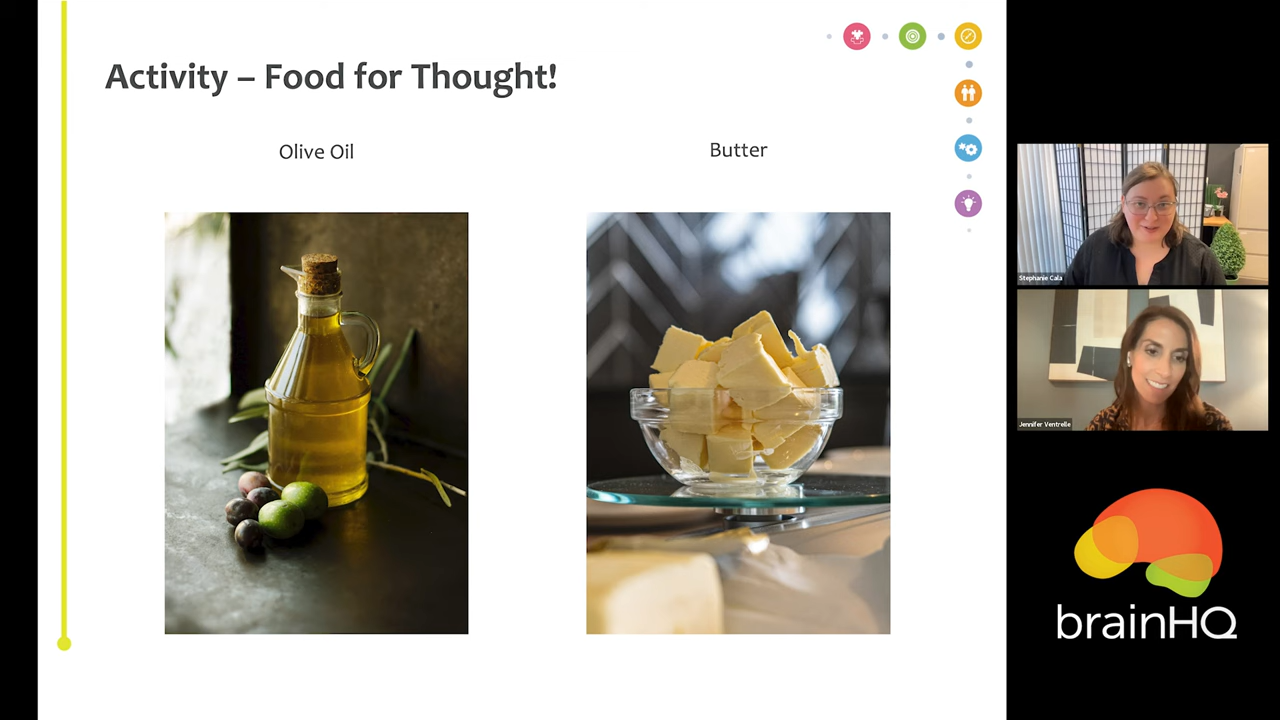 Activity – Food for Thought!
Olive Oil
Butter
Stephanie Cala
Jennifer Ventrelle
brainHQ